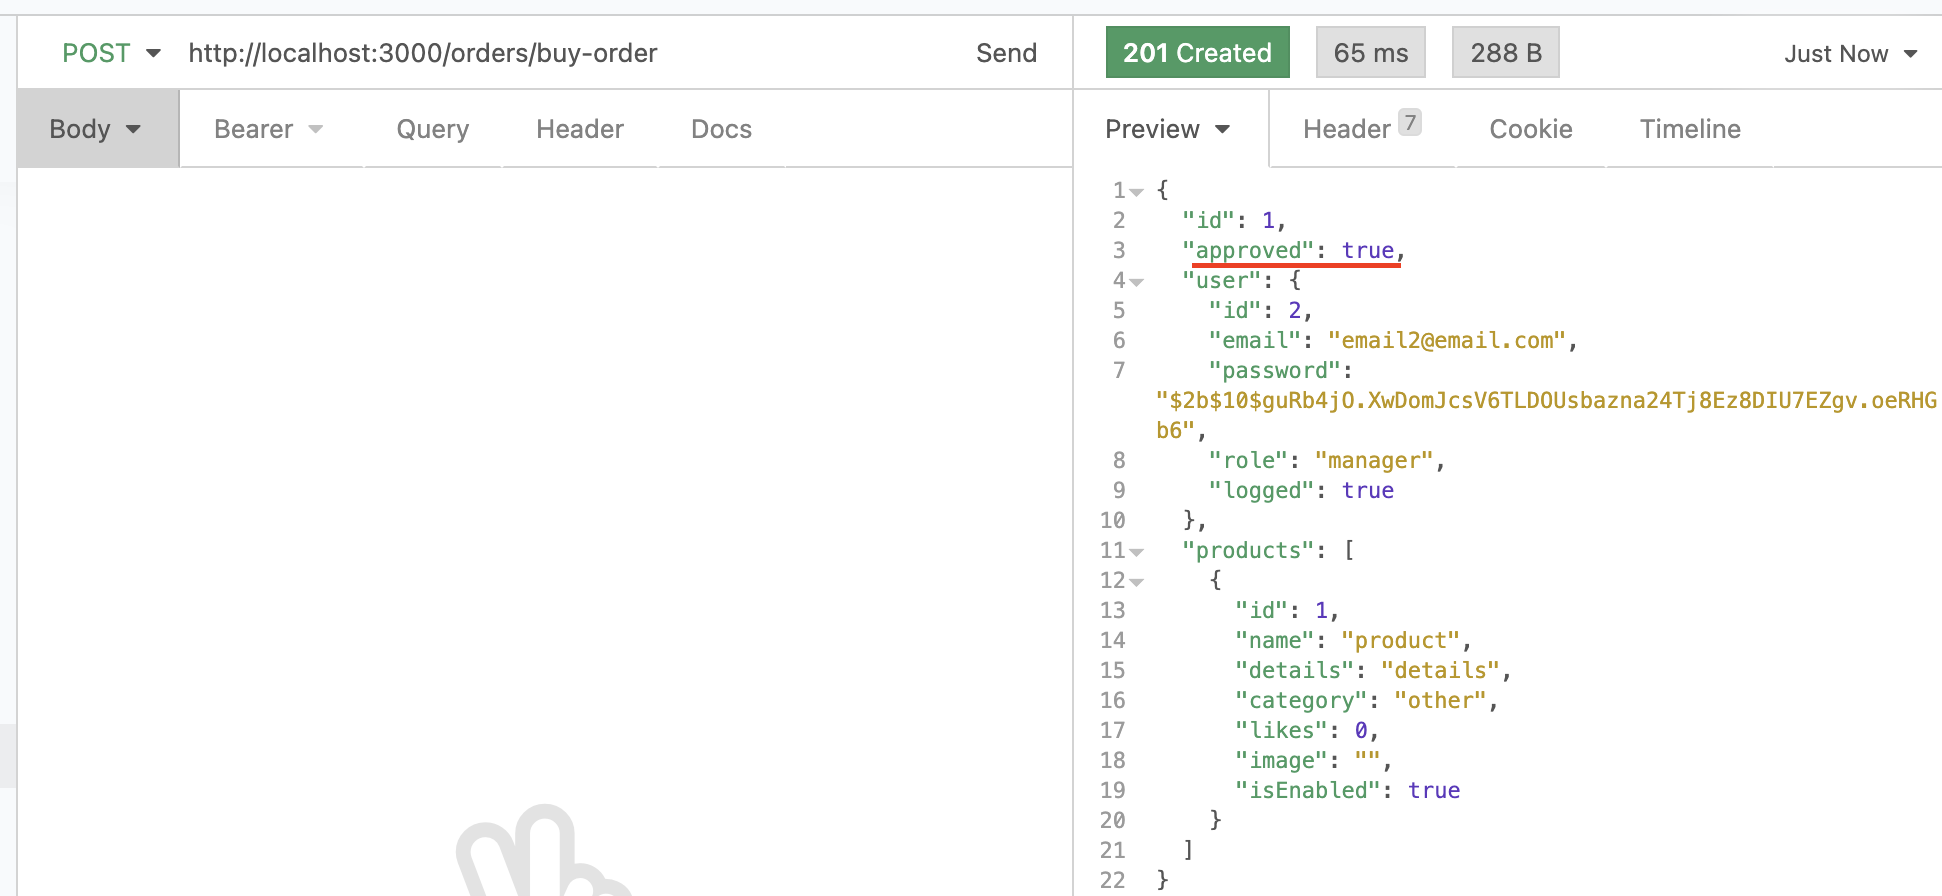 POST http://localhost:3000/orders/buy-order Send
201 Created 65 ms 288 B Just Now
Body Bearer Query Header Docs
Preview Header 7 Cookie Timeline
1 {
2 "id": 1,
3 "approved": true,
4 "user": {
5 "id": 2,
6 "email": "email2@email.com",
7 "password":
"$2b$10$guRb4jO.XwDomJcsV6TLDOUsbazna24Tj8Ez8DIU7EZgv.oeRHG
b6",
8 "role": "manager",
9 "logged": true
10 },
11 "products": [
12 {
13 "id": 1,
14 "name": "product",
15 "details": "details",
16 "category": "other",
17 "likes": 0,
18 "image": "",
19 "isEnabled": true
20 }
21 ]
22 }